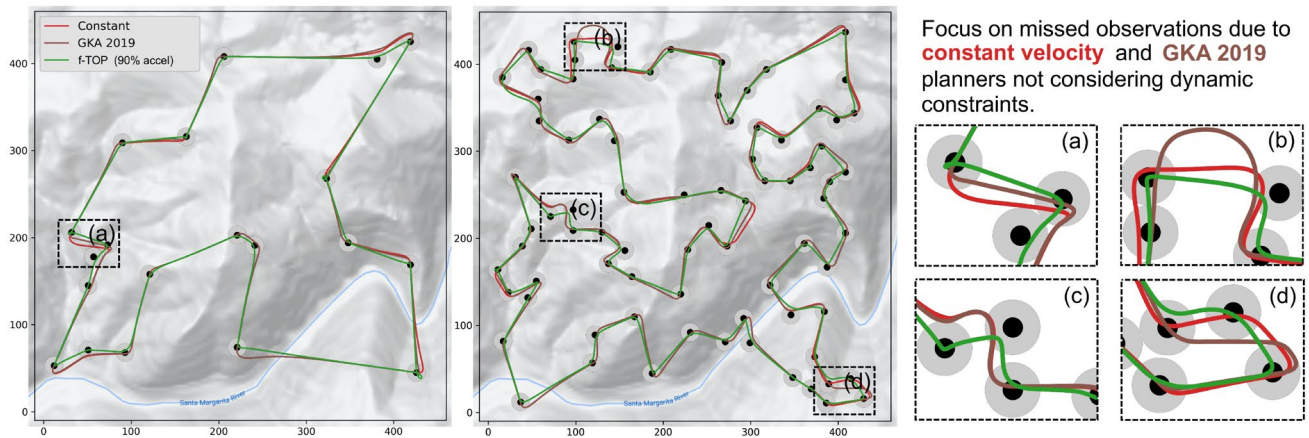 Constant
GKA 2019
f-TOP (90% accel)
400
300
200
100
0
0
100
200
300
400
(a)
Santa Margarita River
400
300
200
100
0
0
100
200
300
400
(b)
(c)
(d)
Santa Margarita River
Focus on missed observations due to
constant velocity and GKA 2019
planners not considering dynamic
constraints.
(a)
(b)
(c)
(d)